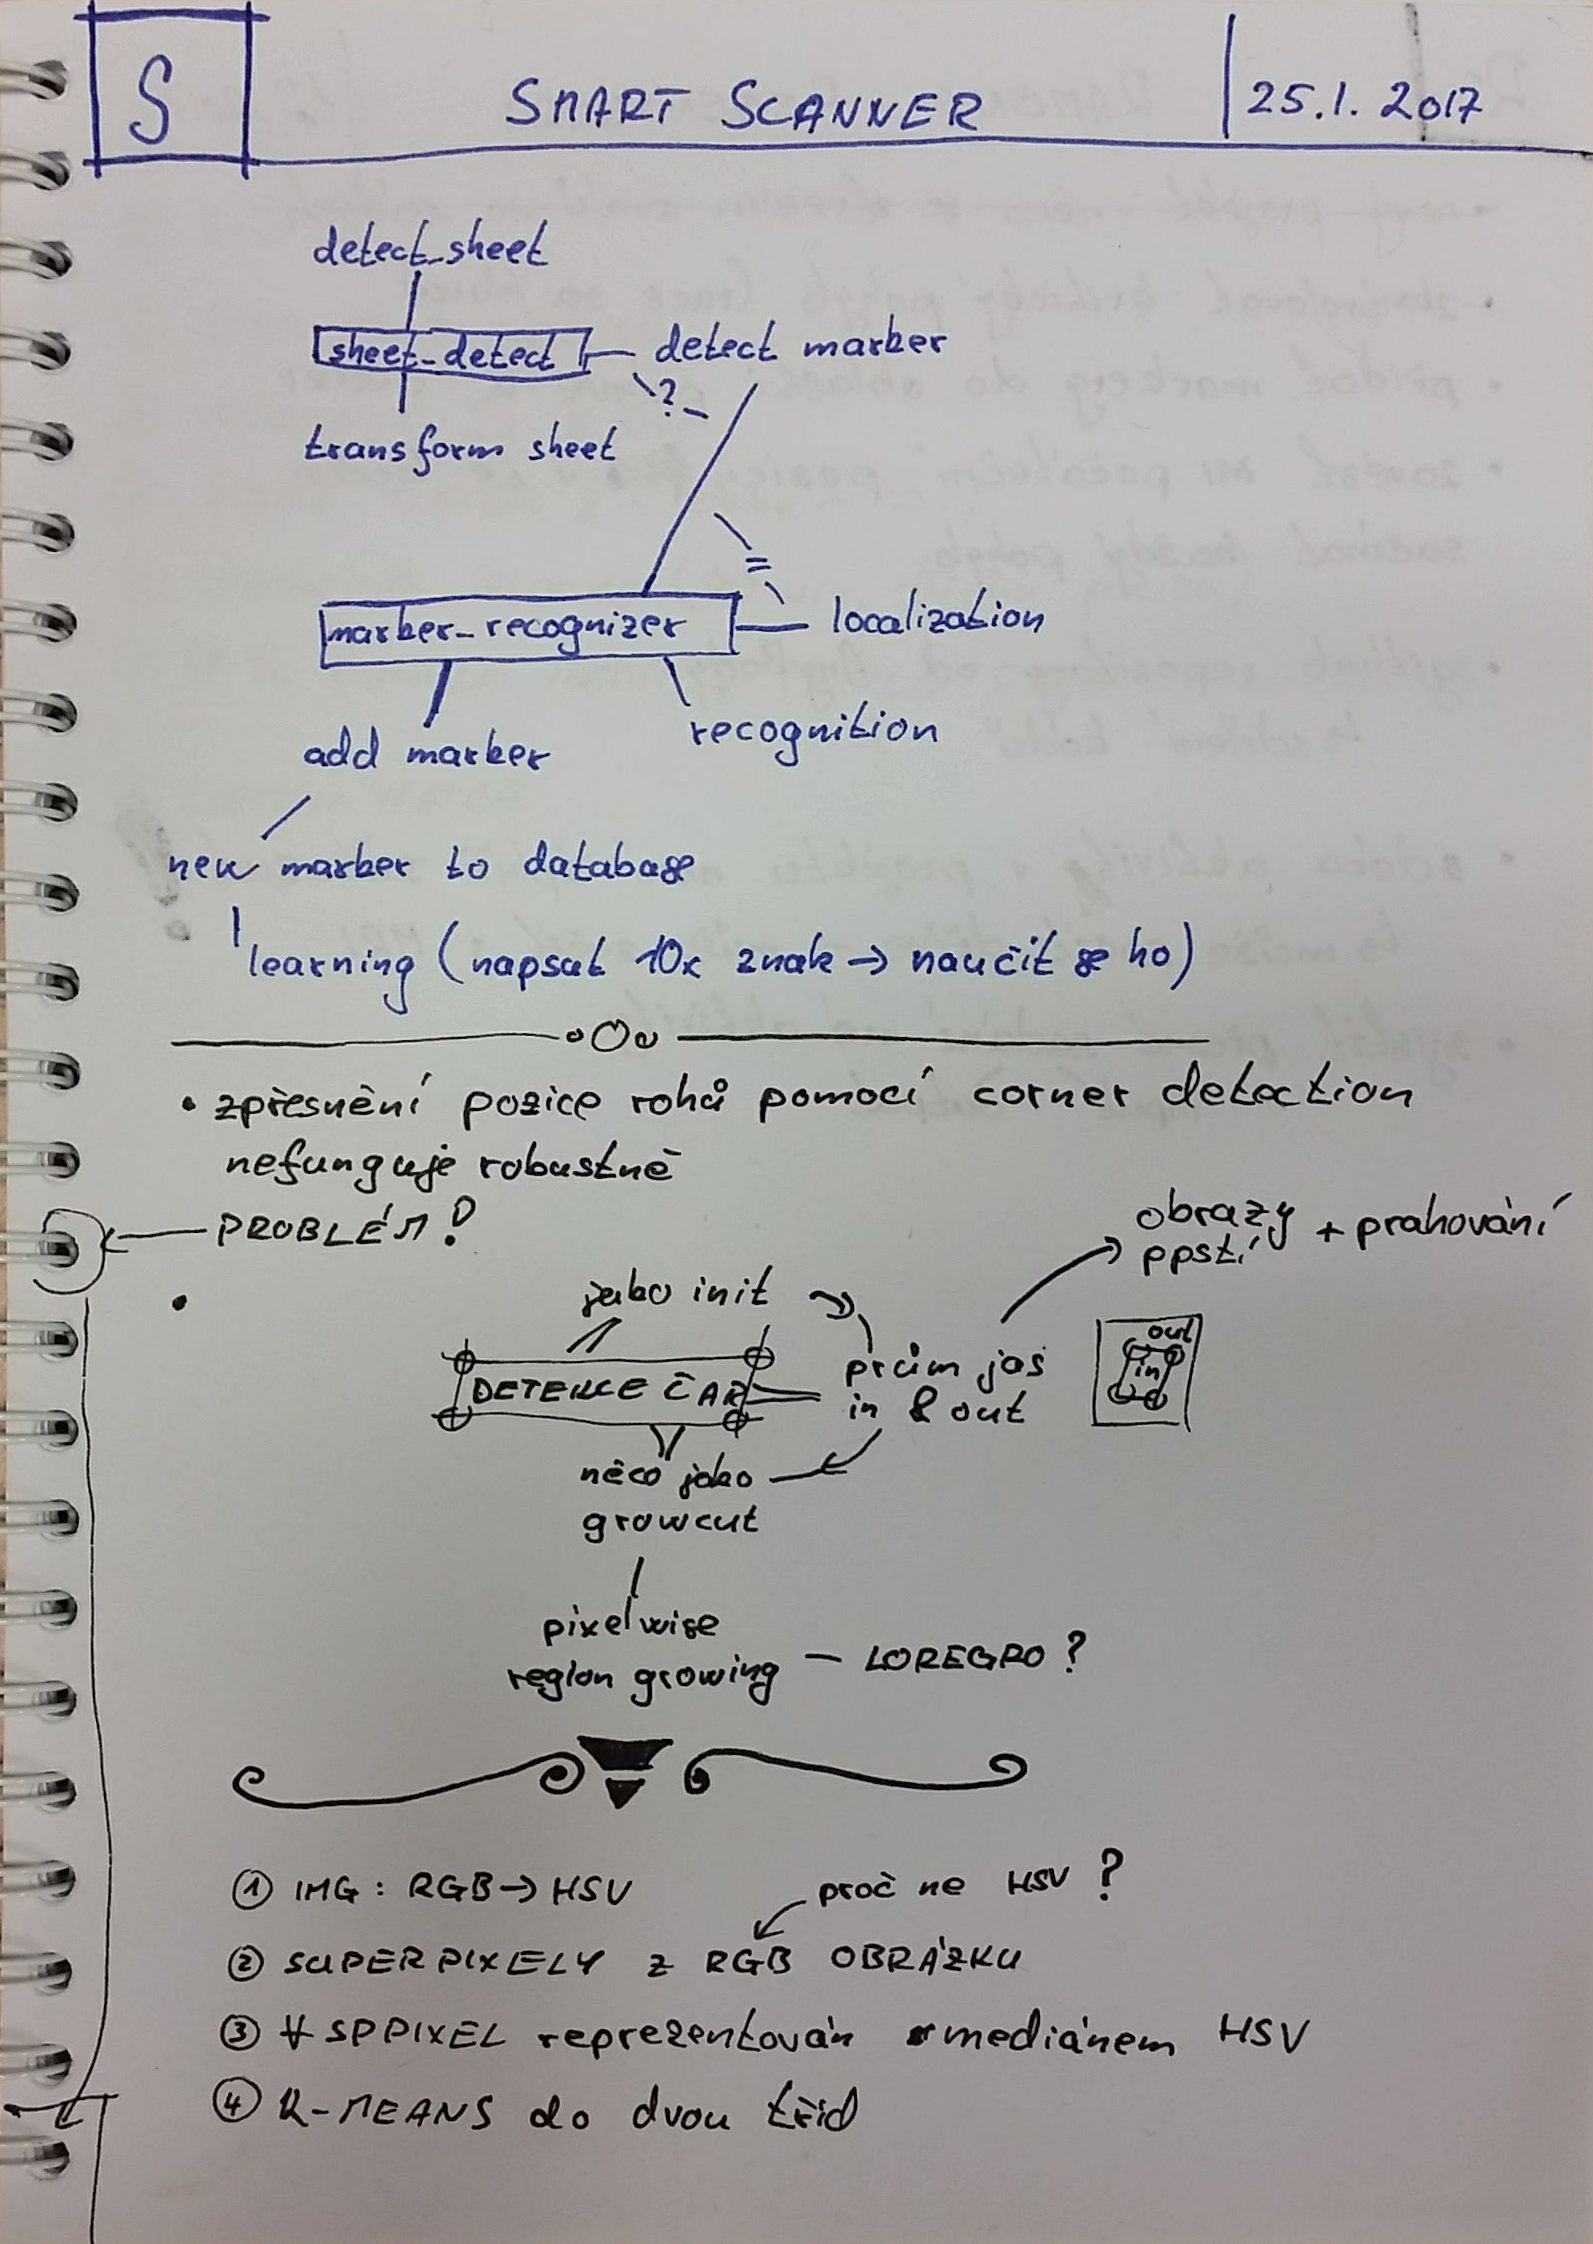 S
SMART SCANNER
25.1. 2017
detect_sheet
sheet_detect
detect marker
?
transform sheet
=
marker_recognizer
localization
add marker
recognition
new marker to database
learning (napsat 10x znak → naučit se ho)
• zpřesnění pozice rohů pomocí corner detection
nefunguje robustně
PROBLÉM!
obrazy
ppstí
+ prahování
•
jako init
DETEKCE ČAR
prům jas
in & out
out
in
něco jako
growcut
pixelwise
region growing
– LOREGRO?
① IMG: RGB → HSV
proč ne HSV?
② SUPERPIXELY z RGB OBRÁZKU
③ ∀ SPPIXEL reprezentován mediánem HSV
④ K-MEANS do dvou tříd